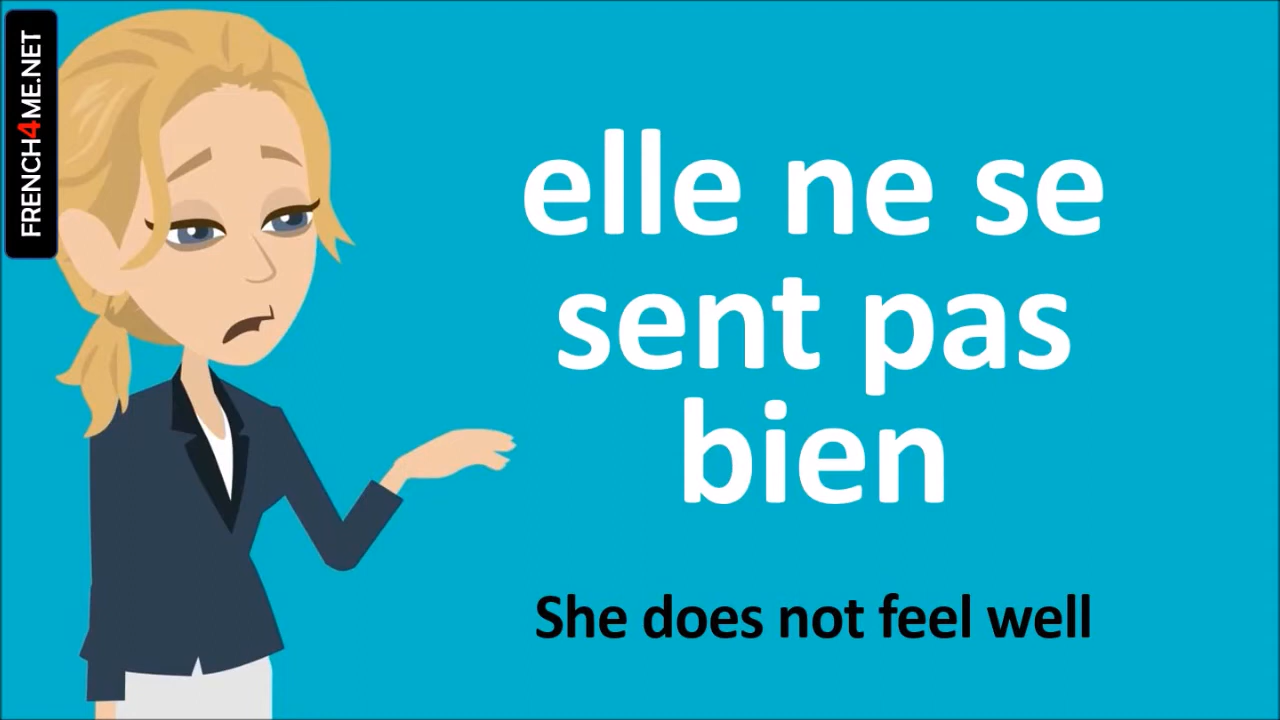 FRENCH4ME.NET
elle ne se
sent pas
bien
She does not feel well